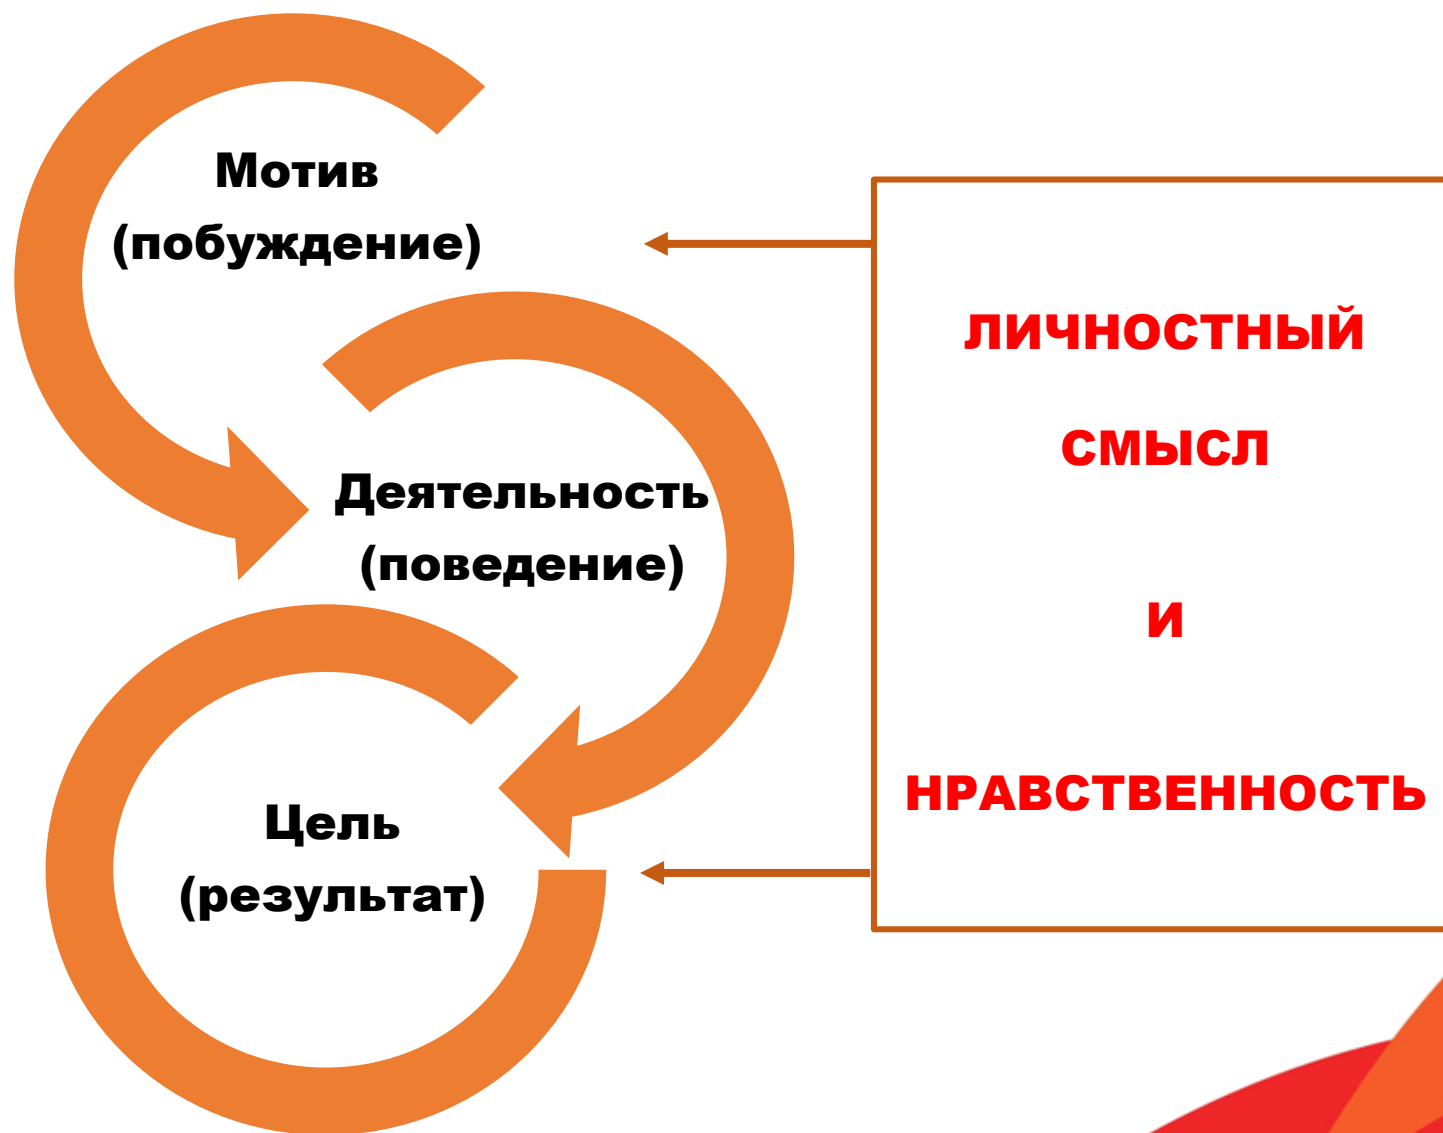 Мотив
(побуждение)
Деятельность
(поведение)
Цель
(результат)
ЛИЧНОСТНЫЙ
СМЫСЛ
И
НРАВСТВЕННОСТЬ